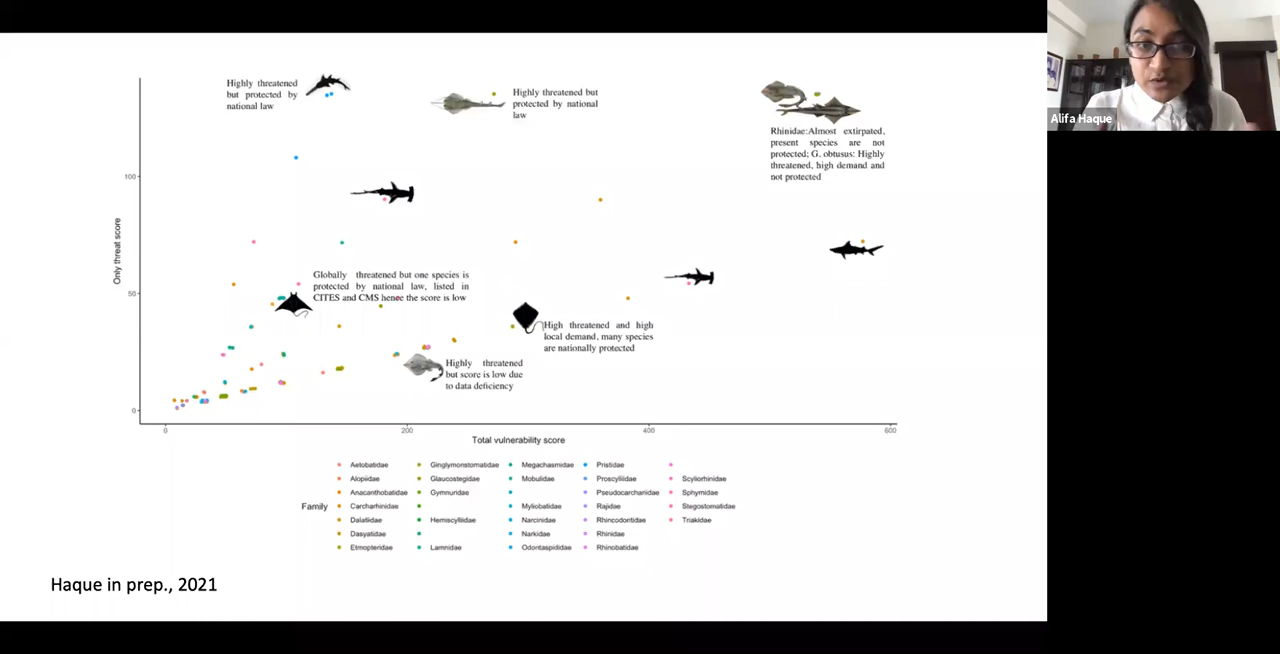 Highly threatened
but protected by
national law
Highly threatened but
protected by national
law
Alifa Haque
Rhinidae:Almost extirpated,
present species are not
protected; G. obtusus: Highly
threatened, high demand and
not protected
Globally threatened but one species is
protected by national law, listed in
CITES and CMS hence the score is low
High threatened and high
local demand, many species
are nationally protected
Highly threatened
but score is low due
to data deficiency
Only threat score
100
50
0
0 200 400 600
Total vulnerability score
Family
Aetobatidae
Alopiidae
Anacanthobatidae
Carcharhinidae
Dalatiidae
Dasyatidae
Etmopteridae
Ginglymostomatidae
Glaucostegidae
Gymnuridae
Hemiscylliidae
Lamnidae
Megachasmidae
Mobulidae
Myliobatidae
Narcinidae
Narkidae
Odontaspididae
Pristidae
Proscylliidae
Pseudocarchariidae
Rajidae
Rhincodontidae
Rhinidae
Rhinobatidae
Scyliorhinidae
Sphyrnidae
Stegostomatidae
Triakidae
Haque in prep., 2021